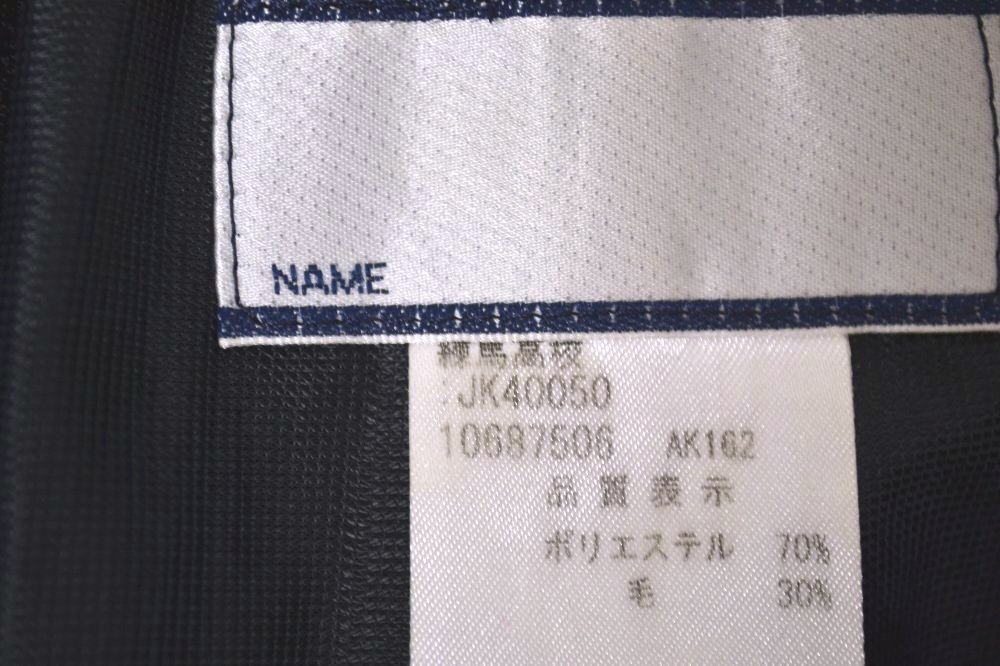 NAME
練馬高校
:JK40050
10687506 AK162
品質表示
ポリエステル 70%
毛 30%